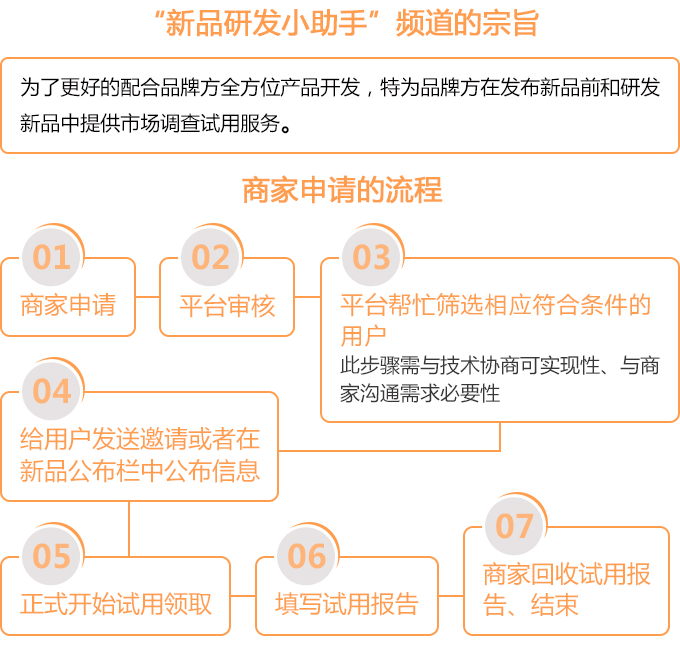 “新品研发小助手”频道的宗旨
为了更好的配合品牌方全方位产品开发，特为品牌方在发布新品前和研发
新品中提供市场调查试用服务。
商家申请的流程
01
商家申请
02
平台审核
03
平台帮忙筛选相应符合条件的
用户
此步骤需与技术协商可实现性、与商
家沟通需求必要性
04
给用户发送邀请或者在
新品公布栏中公布信息
05
正式开始试用领取
06
填写试用报告
07
商家回收试用报
告、结束